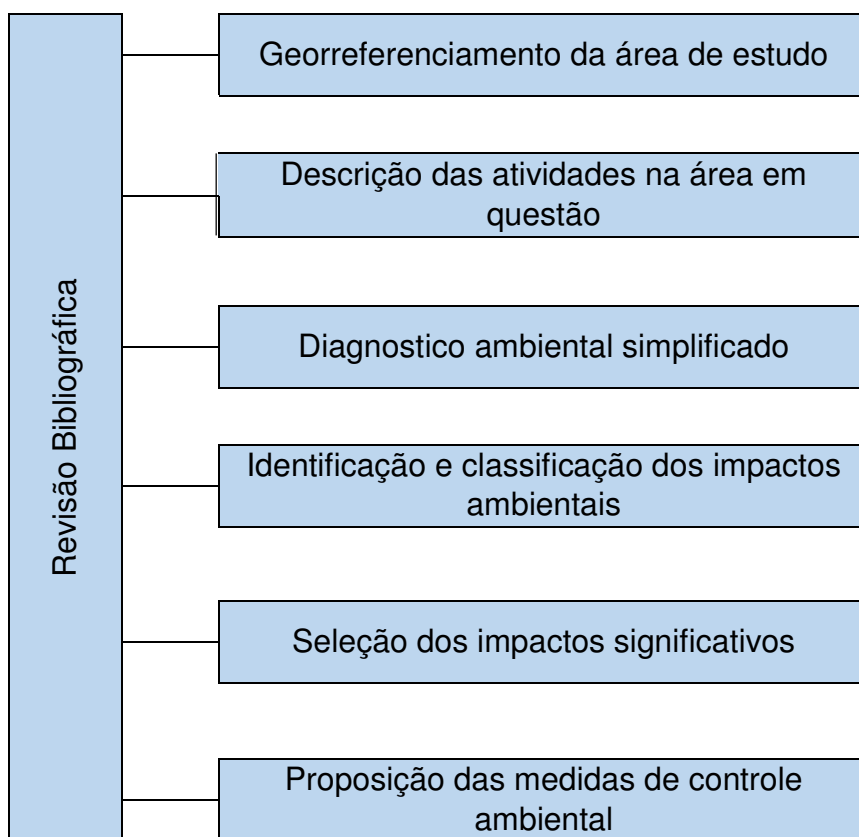 Revisão Bibliográfica
Georreferenciamento da área de estudo
Descrição das atividades na área em
questão
Diagnostico ambiental simplificado
Identificação e classificação dos impactos
ambientais
Seleção dos impactos significativos
Proposição das medidas de controle
ambiental